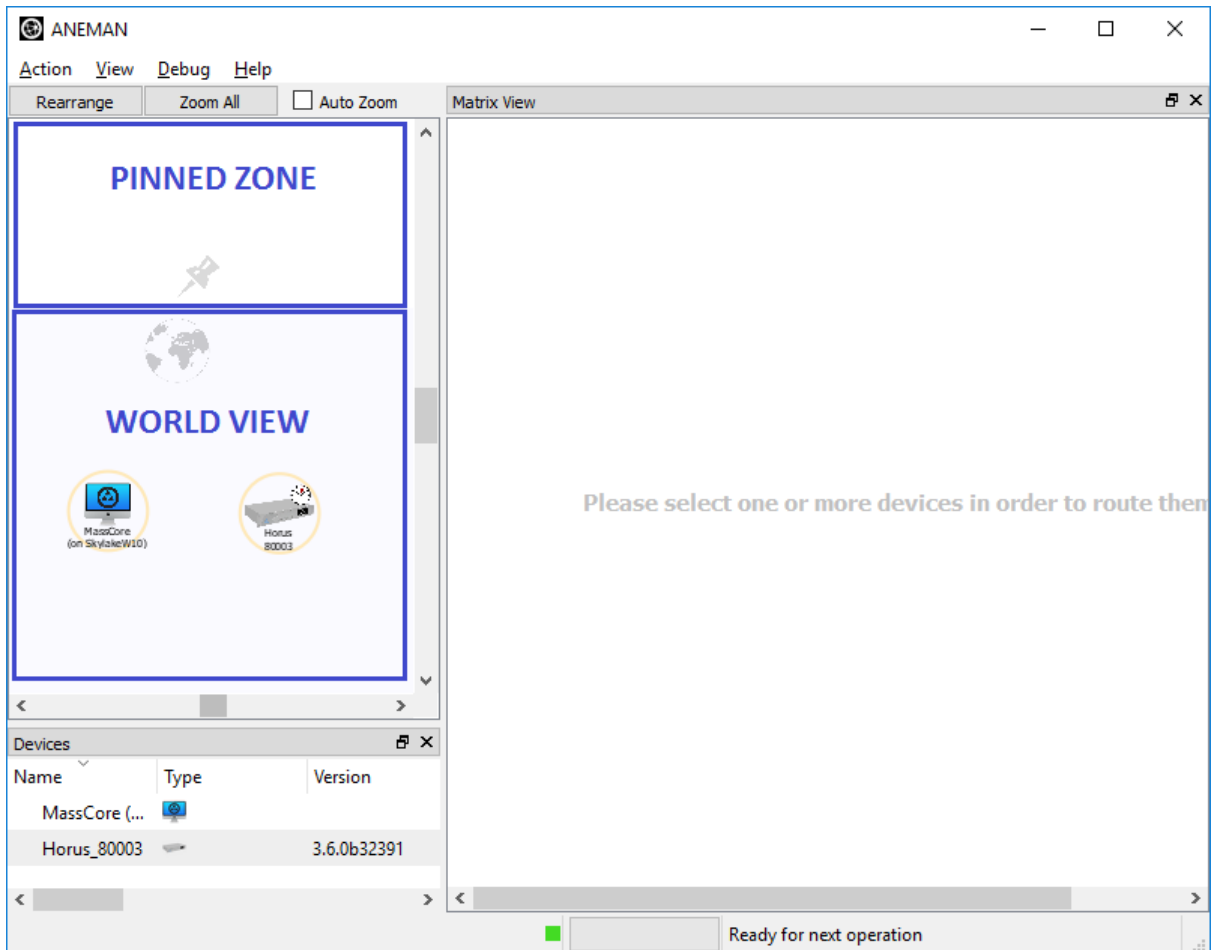 ANEMAN
Action View Debug Help
Rearrange Zoom All Auto Zoom
Matrix View
PINNED ZONE
WORLD VIEW
MassCore
(on SkylakeW10)
Horus
80003
Please select one or more devices in order to route them
Devices
Name Type Version
MassCore (...
Horus_80003 3.6.0b32391
Ready for next operation